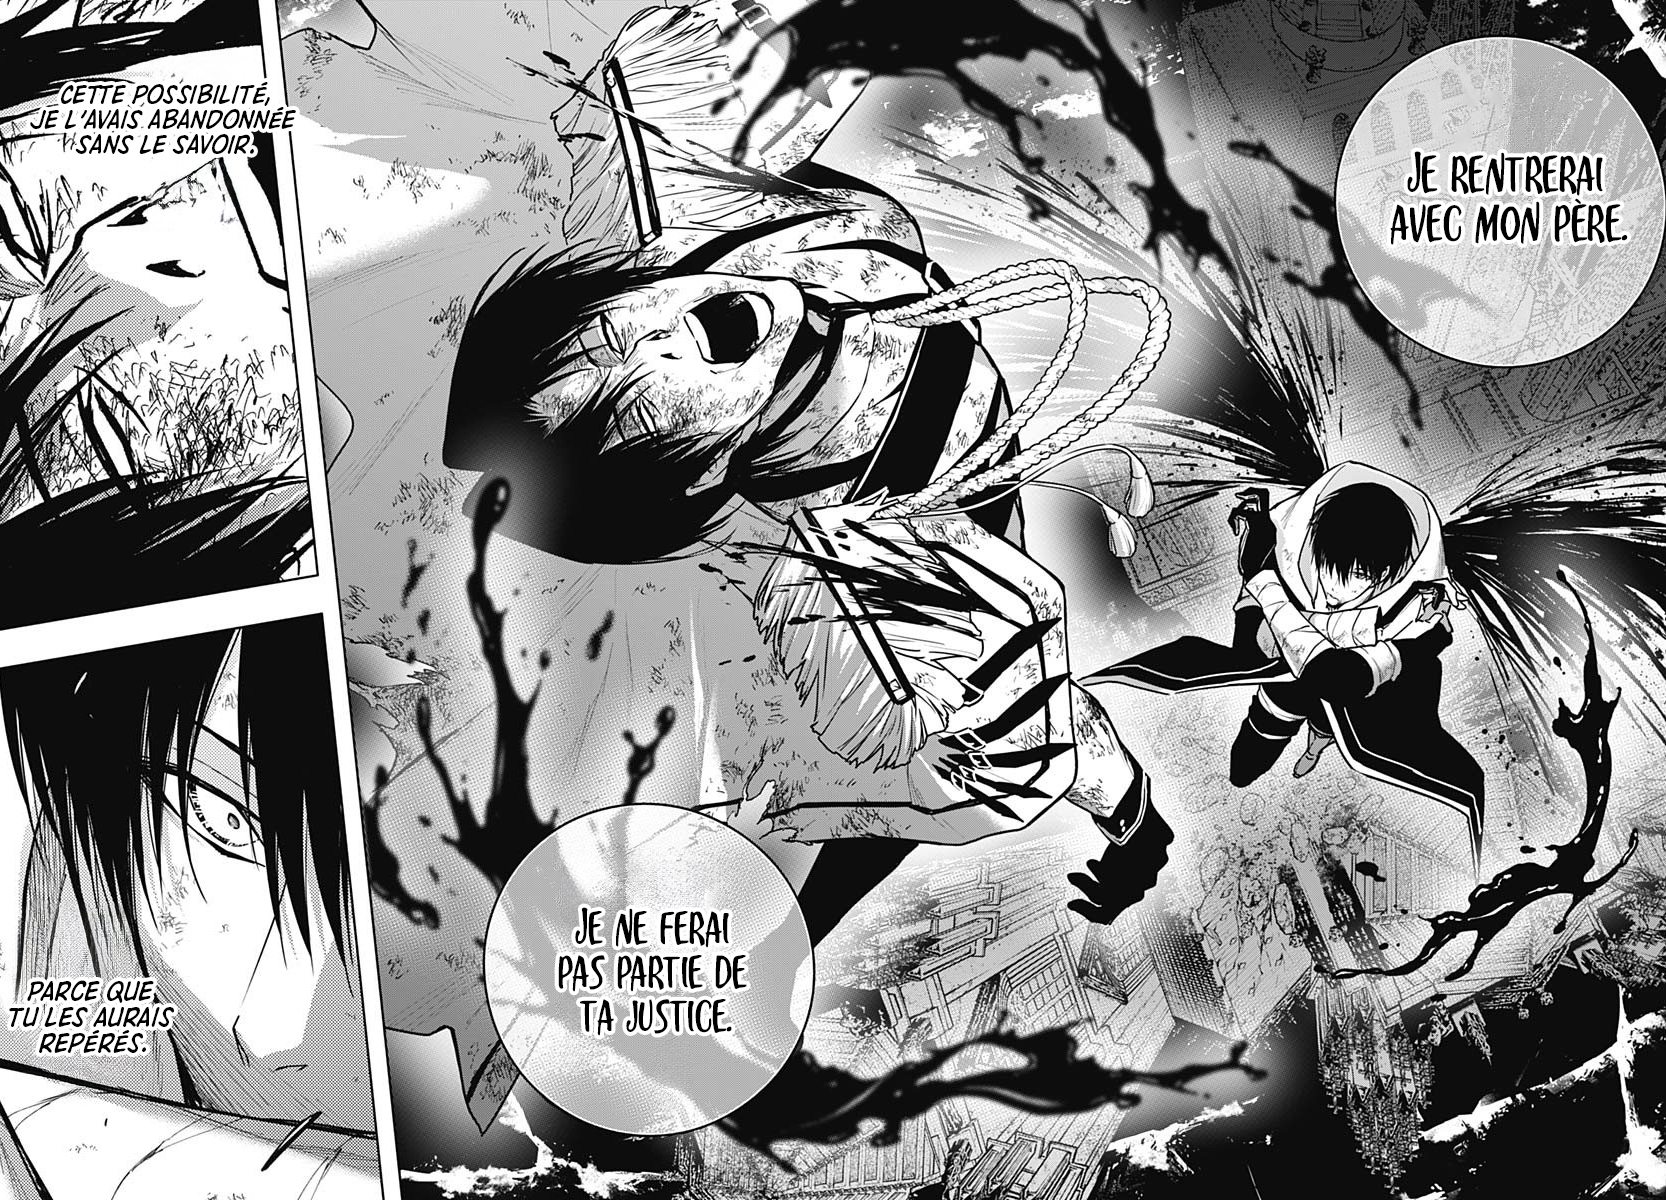 JE RENTRERAI
AVEC MON PÈRE.
JE NE FERAI
PAS PARTIE DE
TA JUSTICE.
CETTE POSSIBILITÉ,
JE L'AVAIS ABANDONNÉE
SANS LE SAVOIR.
PARCE QUE
TU LES AURAIS
REPÉRÉS.